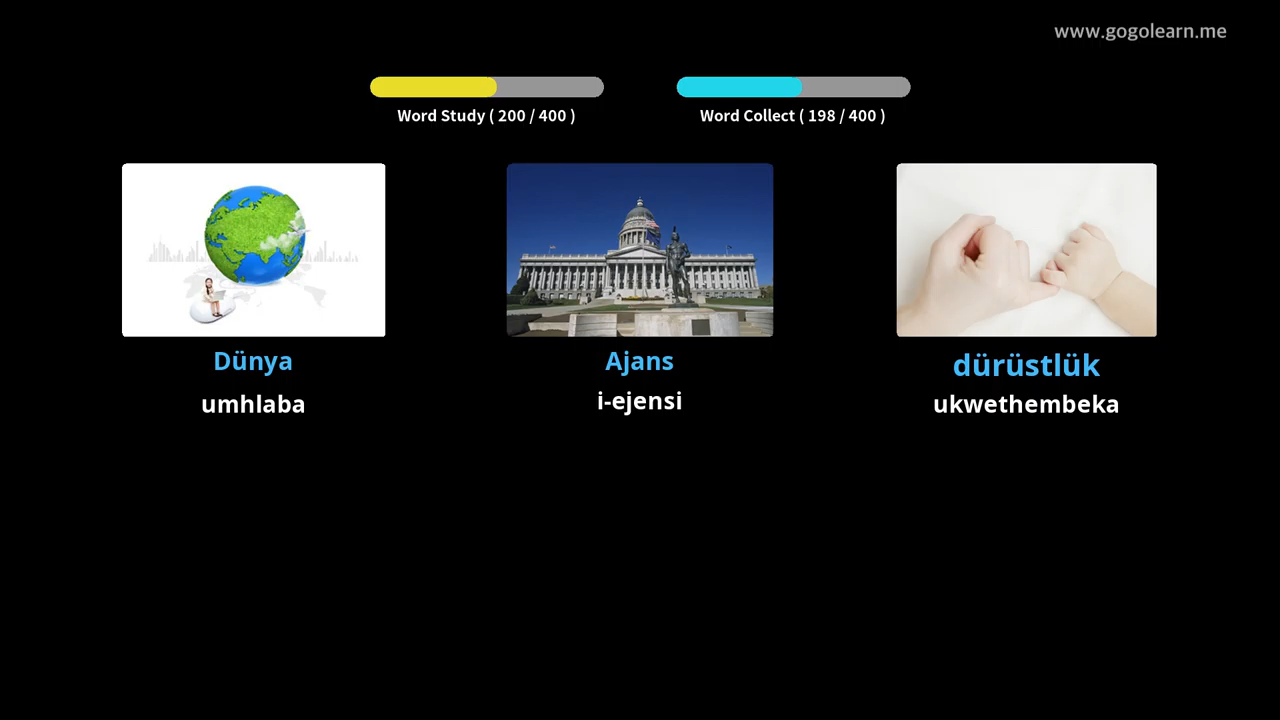 www.gogolearn.me
Word Study ( 200 / 400 )
Word Collect ( 198 / 400 )
Dünya
umhlaba
Ajans
i-ejensi
dürüstlük
ukwethembeka